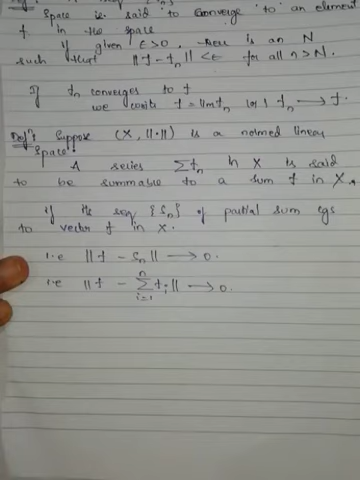 space is said to converge to an element
f in the space
if given ε>0. there is an N
such that ||f - fn|| < ε for all n > N.
If fn converges to f
we write f = lim fn (or) fn → f.
Defn: Suppose (X, ||·||) is a normed linear
space.
A series Σfn in X is said
to be summable to a sum f in X,
if its seq {Sn} of partial sum cgs
to vector f in X.
i.e ||f - Sn|| → 0.
i.e ||f - Σ_{i=1}^{n} fi|| → 0.